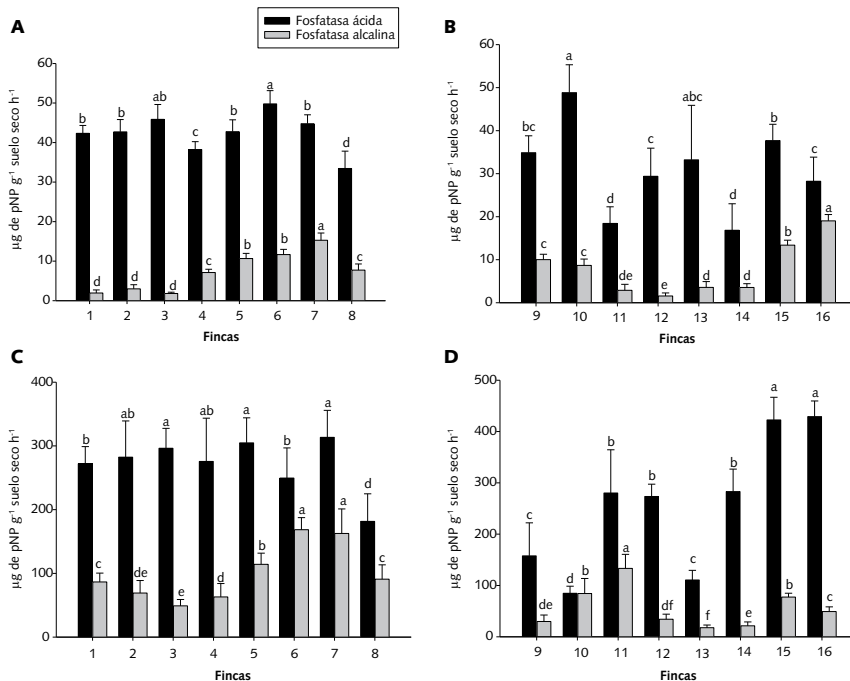 Fosfatasa ácida
Fosfatasa alcalina
A
µg de pNP g⁻¹ suelo seco h⁻¹
60
50
40
30
20
10
0
b
b
ab
c
b
a
b
d
d
d
d
c
b
b
a
c
1 2 3 4 5 6 7 8
Fincas
B
µg de pNP g⁻¹ suelo seco h⁻¹
60
50
40
30
20
10
0
bc
a
d
c
abc
d
b
c
c
c
de
e
d
d
b
a
9 10 11 12 13 14 15 16
Fincas
C
µg de pNP g⁻¹ suelo seco h⁻¹
400
300
200
100
0
b
ab
a
ab
a
b
a
d
c
de
e
d
b
a
a
c
1 2 3 4 5 6 7 8
Fincas
D
µg de pNP g⁻¹ suelo seco h⁻¹
500
400
300
200
100
0
c
d
b
b
c
b
a
a
de
b
a
df
f
e
b
c
9 10 11 12 13 14 15 16
Fincas